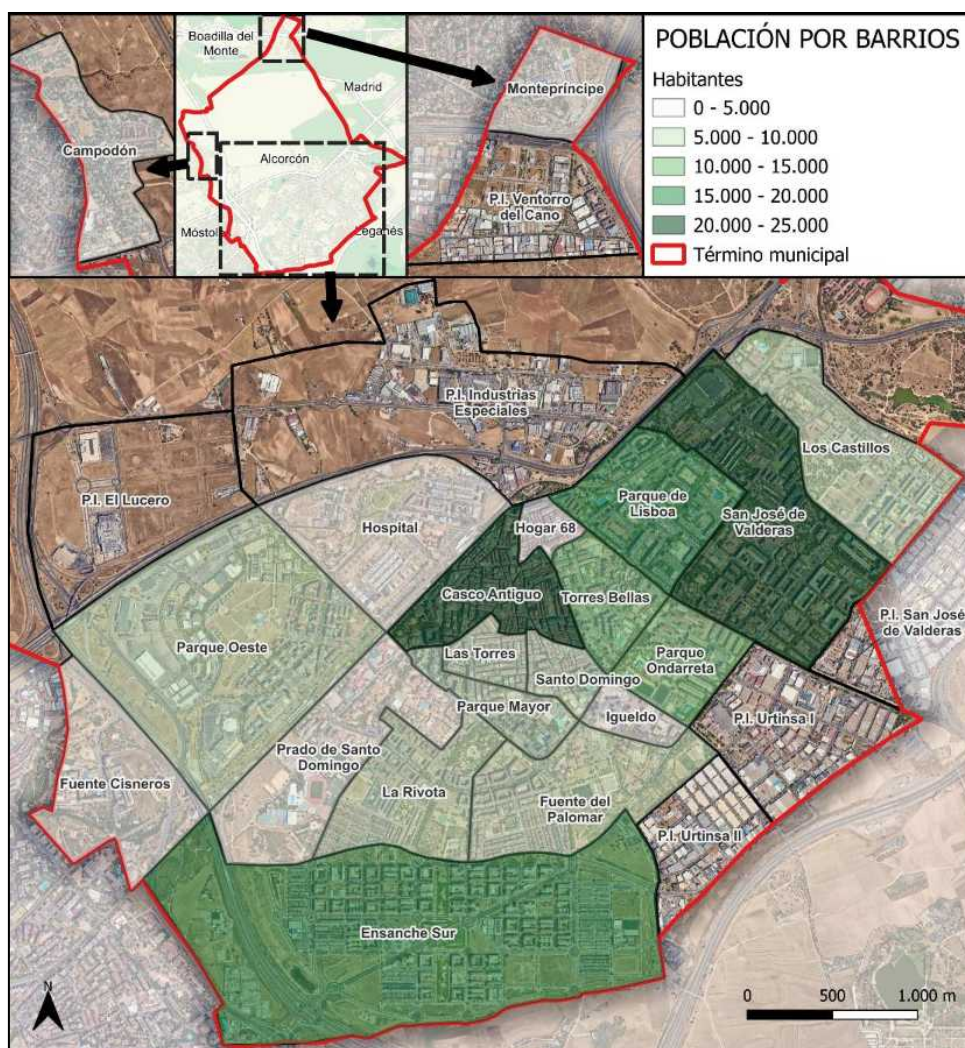 Boadilla del
Monte
Madrid
Alcorcón
Móstoles
Leganés
Campodón
Montepríncipe
P.I. Ventorro
del Cano
POBLACIÓN POR BARRIOS
Habitantes
0 - 5.000
5.000 - 10.000
10.000 - 15.000
15.000 - 20.000
20.000 - 25.000
Término municipal
P.I. Industrias
Especiales
P.I. El Lucero
Los Castillos
Parque de
Lisboa
San José de
Valderas
Hospital
Hogar 68
Casco Antiguo
Torres Bellas
P.I. San José
de Valderas
Parque Oeste
Las Torres
Parque
Ondarreta
Santo Domingo
Parque Mayor
Igueldo
P.I. Urtinsa I
Prado de Santo
Domingo
Fuente Cisneros
La Rivota
Fuente del
Palomar
P.I. Urtinsa II
Ensanche Sur
N
0 500 1.000 m